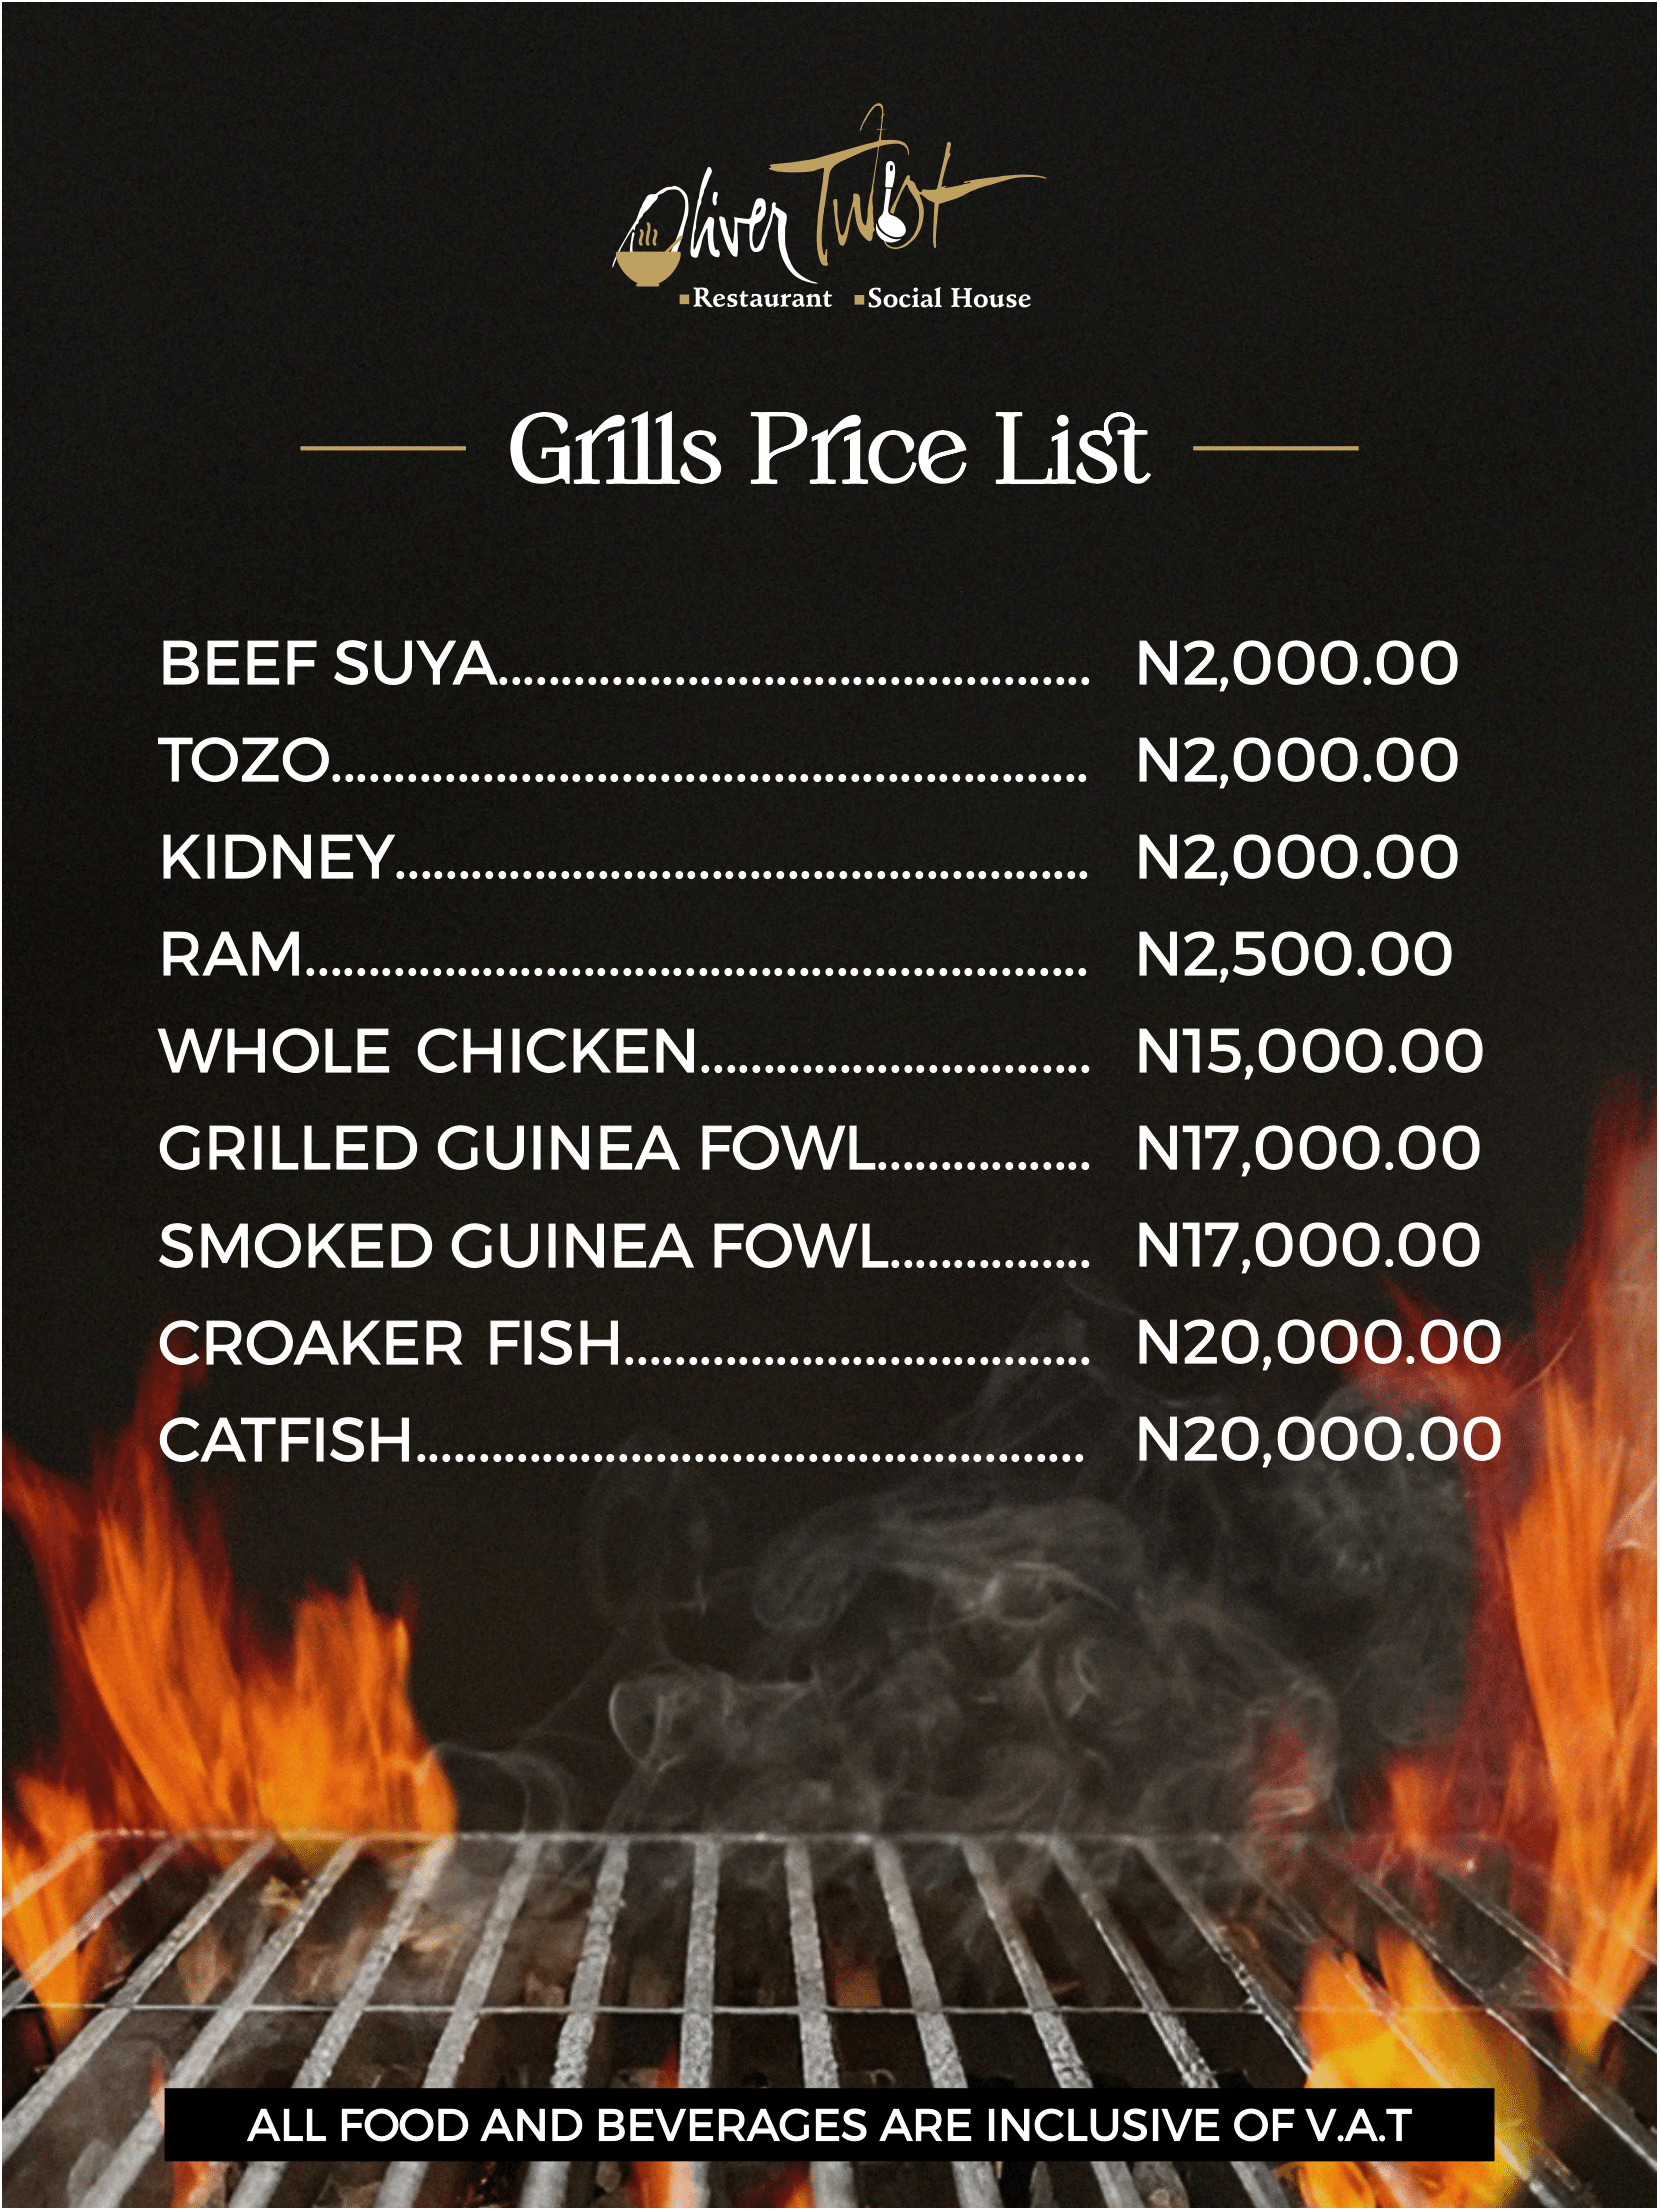 Oliver Twist
Restaurant Social House
Grills Price List
BEEF SUYA............................................... N2,000.00
TOZO............................................................ N2,000.00
KIDNEY....................................................... N2,000.00
RAM.............................................................. N2,500.00
WHOLE CHICKEN............................... N15,000.00
GRILLED GUINEA FOWL................. N17,000.00
SMOKED GUINEA FOWL................ N17,000.00
CROAKER FISH..................................... N20,000.00
CATFISH..................................................... N20,000.00
ALL FOOD AND BEVERAGES ARE INCLUSIVE OF V.A.T